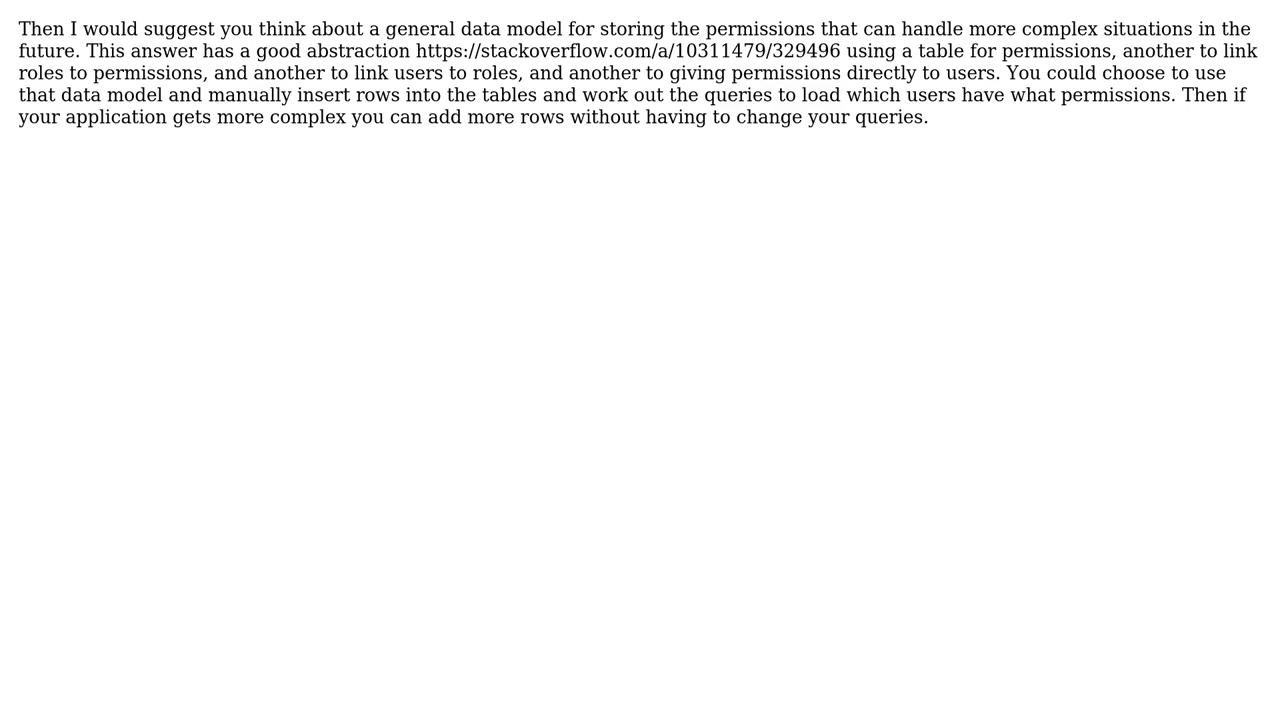 Then I would suggest you think about a general data model for storing the permissions that can handle more complex situations in the
future. This answer has a good abstraction https://stackoverflow.com/a/10311479/329496 using a table for permissions, another to link
roles to permissions, and another to link users to roles, and another to giving permissions directly to users. You could choose to use
that data model and manually insert rows into the tables and work out the queries to load which users have what permissions. Then if
your application gets more complex you can add more rows without having to change your queries.